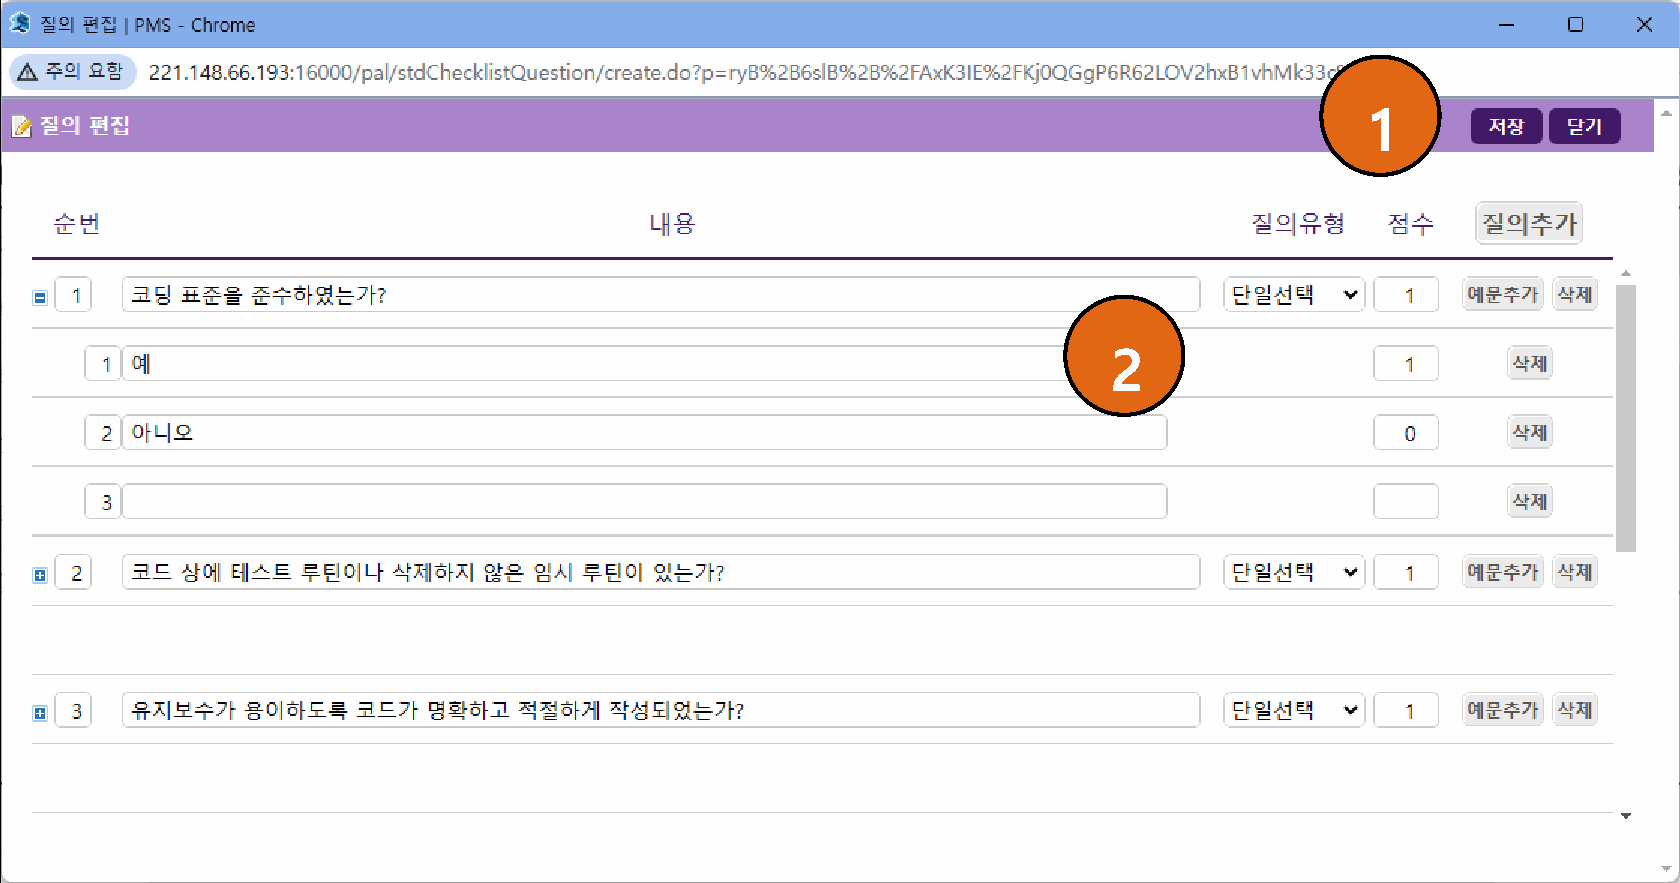 질의 편집 | PMS - Chrome
주의 요함 221.148.66.193:16000/pal/stdChecklistQuestion/create.do?p=ryB%2B6slB%2B%2FAxK3IE%2FKj0QGgP6R62LOV2hxB1vhMk33c
질의 편집 1 저장 닫기
순번 내용 질의유형 점수 질의추가
1 코딩 표준을 준수하였는가? 단일선택 1 예문추가 삭제
1 예 2 1 삭제
2 아니오 0 삭제
3 삭제
2 코드 상에 테스트 루틴이나 삭제하지 않은 임시 루틴이 있는가? 단일선택 1 예문추가 삭제
3 유지보수가 용이하도록 코드가 명확하고 적절하게 작성되었는가? 단일선택 1 예문추가 삭제